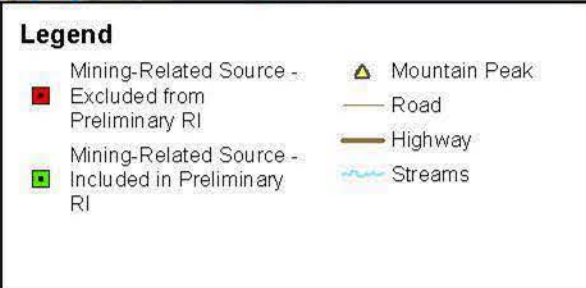 Legend
Mining-Related Source -
Excluded from
Preliminary RI
Mining-Related Source -
Included in Preliminary
RI
Mountain Peak
Road
Highway
Streams